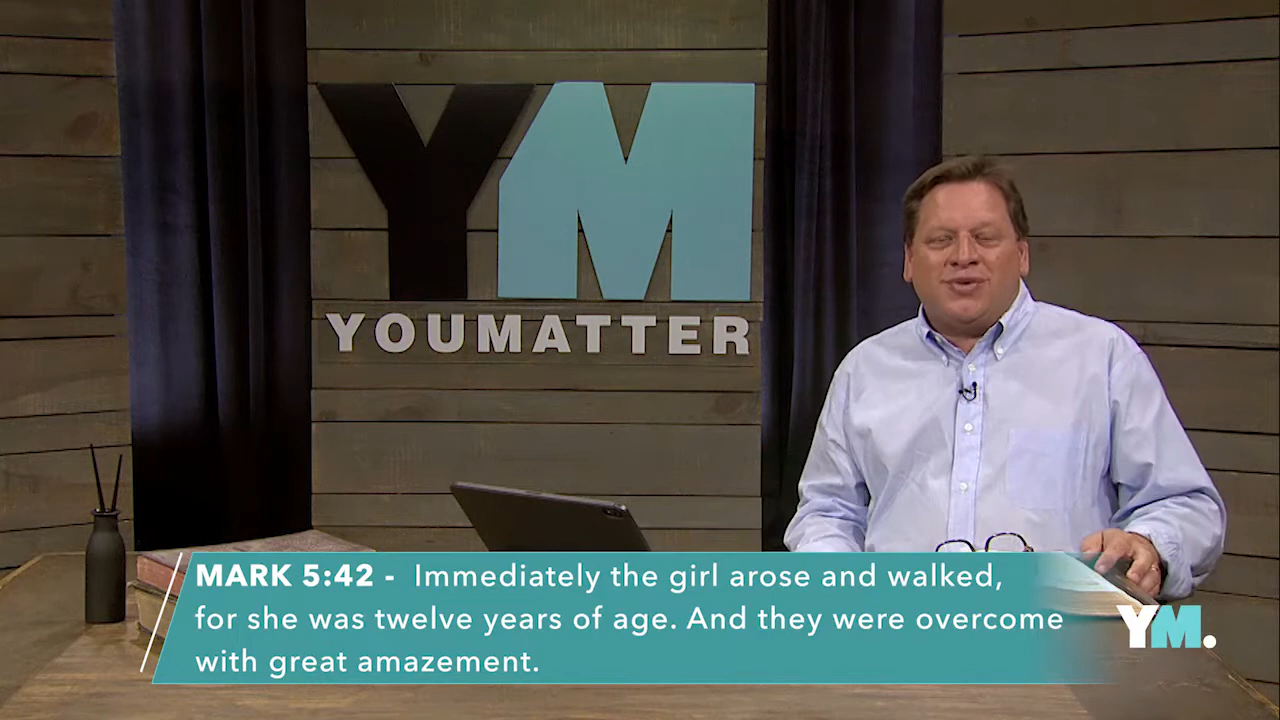 YM
YOUMATTER
MARK 5:42 - Immediately the girl arose and walked,
for she was twelve years of age. And they were overcome
with great amazement.
YM.